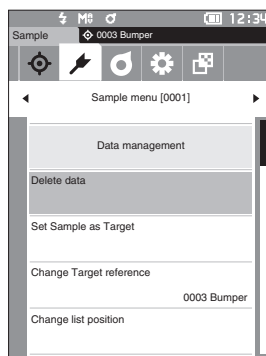 M0 12:34
Sample 0003 Bumper
Sample menu [0001]
Data management
Delete data
Set Sample as Target
Change Target reference
0003 Bumper
Change list position